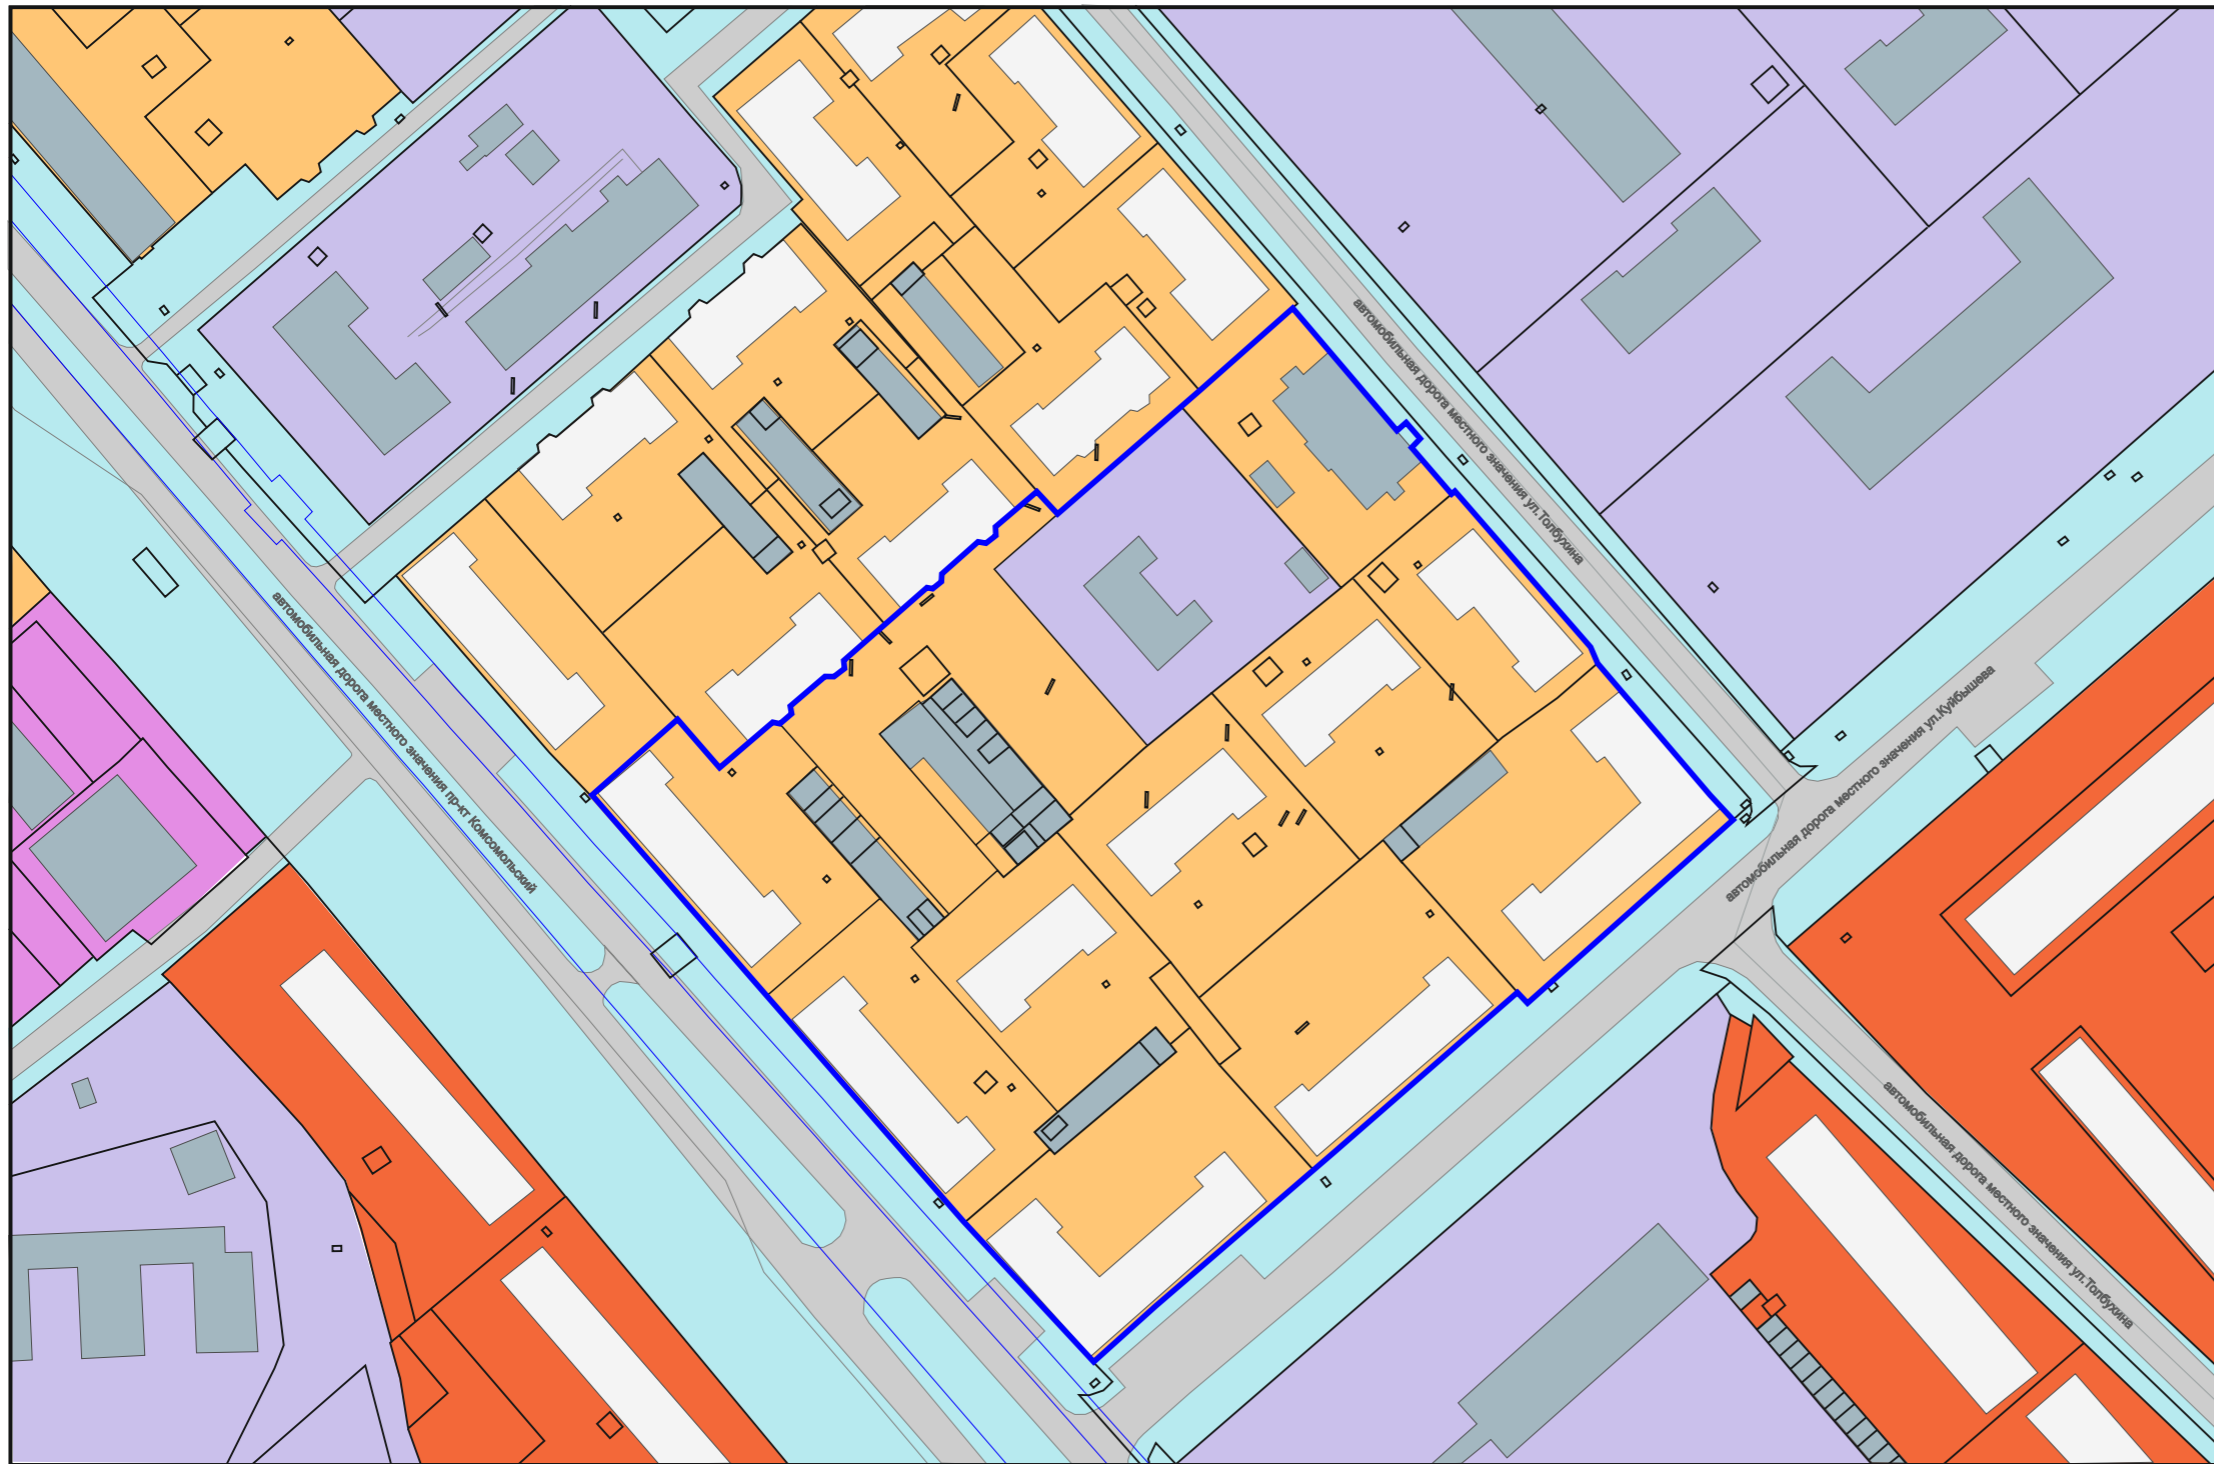 автомобильная дорога местного значения ул.Толбухина
автомобильная дорога местного значения пр-кт Комсомольский
автомобильная дорога местного значения ул.Куйбышева
автомобильная дорога местного значения ул.Толбухина